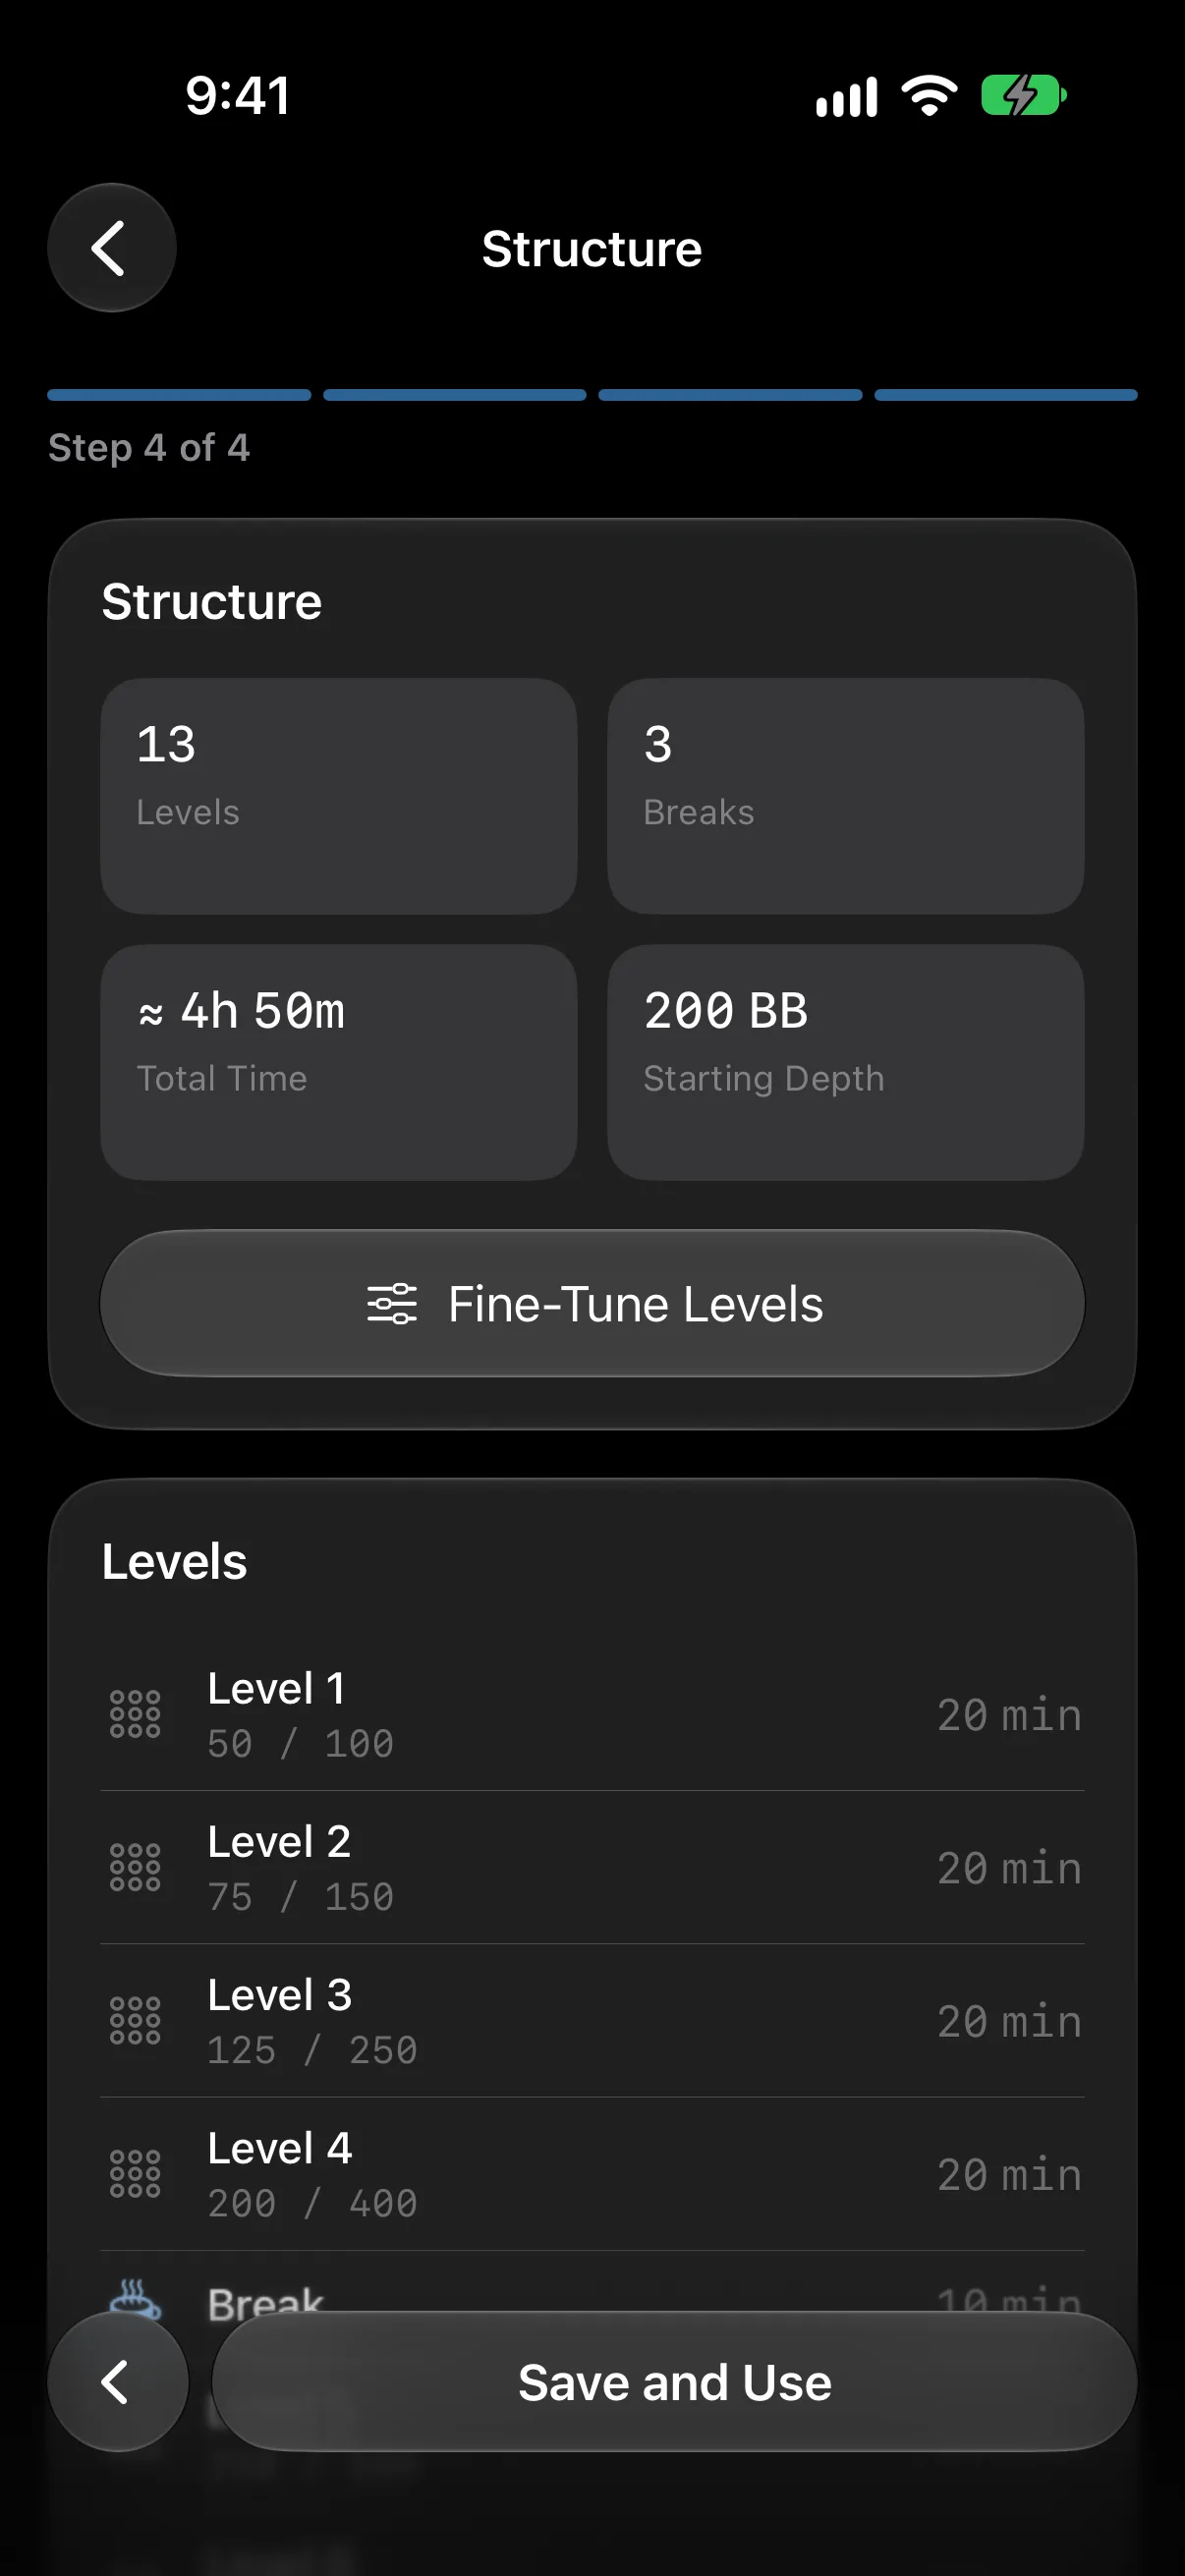 9:41
Structure
Step 4 of 4
Structure
13
Levels
3
Breaks
≈ 4h 50m
Total Time
200 BB
Starting Depth
Fine-Tune Levels
Levels
Level 1
50 / 100
20 min
Level 2
75 / 150
20 min
Level 3
125 / 250
20 min
Level 4
200 / 400
20 min
Break
10 min
Save and Use